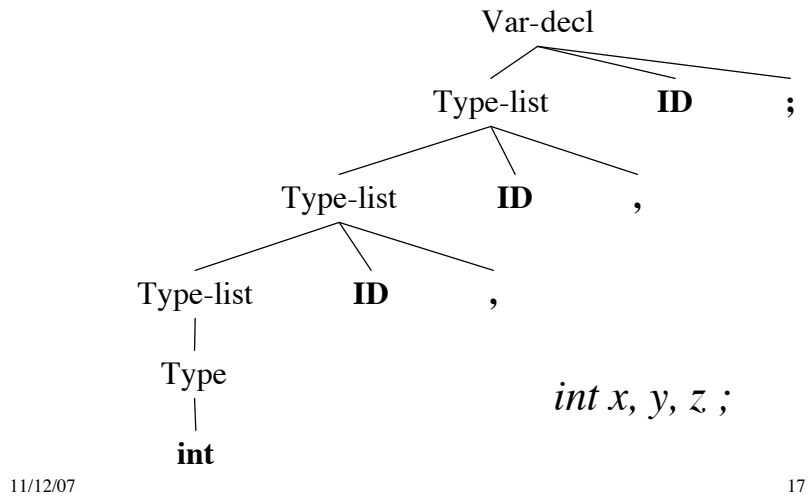 Var-decl
Type-list ID ;
Type-list ID ,
Type-list ID ,
Type
int x, y, z ;
int
11/12/07 17